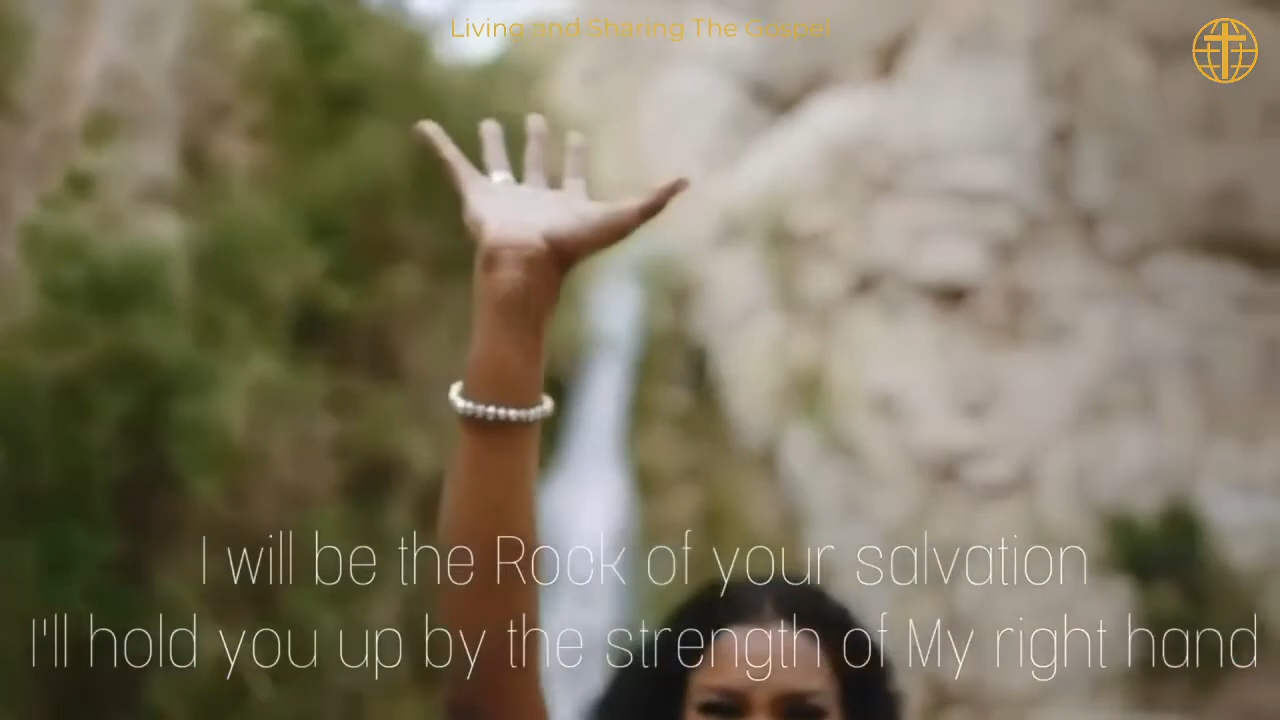 Living and Sharing The Gospel
I will be the Rock of your salvation
I'll hold you up by the strength of My right hand